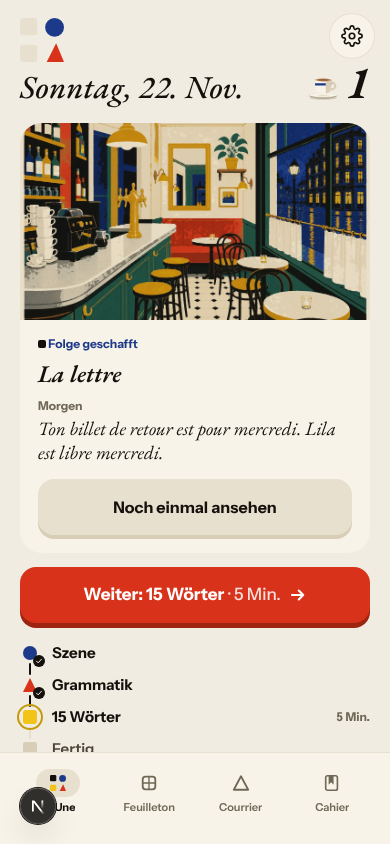 Sonntag, 22. Nov.
1
Folge geschafft
La lettre
Morgen
Ton billet de retour est pour mercredi. Lila
est libre mercredi.
Noch einmal ansehen
Weiter: 15 Wörter · 5 Min. →
Szene
Grammatik
15 Wörter
5 Min.
Fertig
Une
Feuilleton
Courrier
Cahier
N